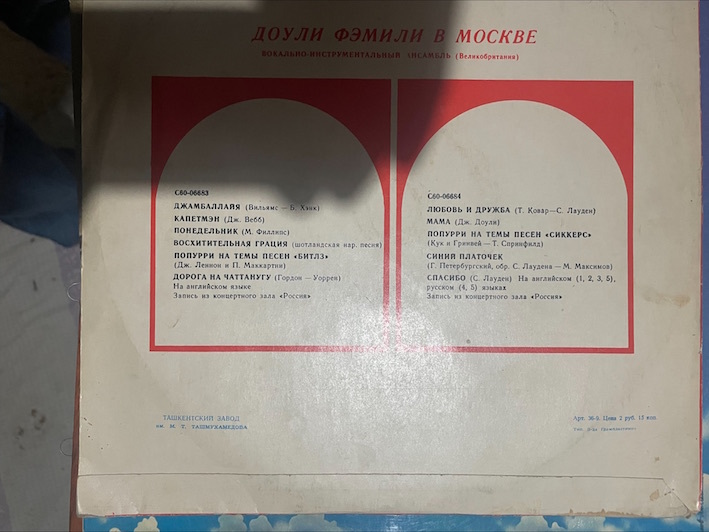 ДОУЛИ ФЭМИЛИ В МОСКВЕ
ВОКАЛЬНО-ИНСТРУМЕНТАЛЬНЫЙ АНСАМБЛЬ (Великобритания)
С60-06683
ДЖАМБАЛЛАЙЯ (Вильямс — Б. Хэнк)
КАПЕТМЭН (Дж. Вебб)
ПОНЕДЕЛЬНИК (М. Филлипс)
ВОСХИТИТЕЛЬНАЯ ГРАЦИЯ (шотландская нар. песня)
ПОПУРРИ НА ТЕМЫ ПЕСЕН «БИТЛЗ»
(Дж. Леннон и П. Маккартни)
ДОРОГА НА ЧАТТАНУГУ (Гордон — Уоррен)
На английском языке
Запись из концертного зала «Россия»
С60-06684
ЛЮБОВЬ И ДРУЖБА (Т. Ковар—С. Лауден)
МАМА (Дж. Доули)
ПОПУРРИ НА ТЕМЫ ПЕСЕН «СИККЕРС»
(Кук и Гринвей — Т. Спрингфилд)
СИНИЙ ПЛАТОЧЕК
(Г. Петербургский, обр. С. Лаудена — М. Максимов)
СПАСИБО (С. Лауден) На английском (1, 2, 3, 5),
русском (4, 5) языках
Запись из концертного зала «Россия»
ТАШКЕНТСКИЙ ЗАВОД
им. М. Т. ТАШМУХАМЕДОВА
Арт. 36-6. Цена 2 руб. 15 коп.